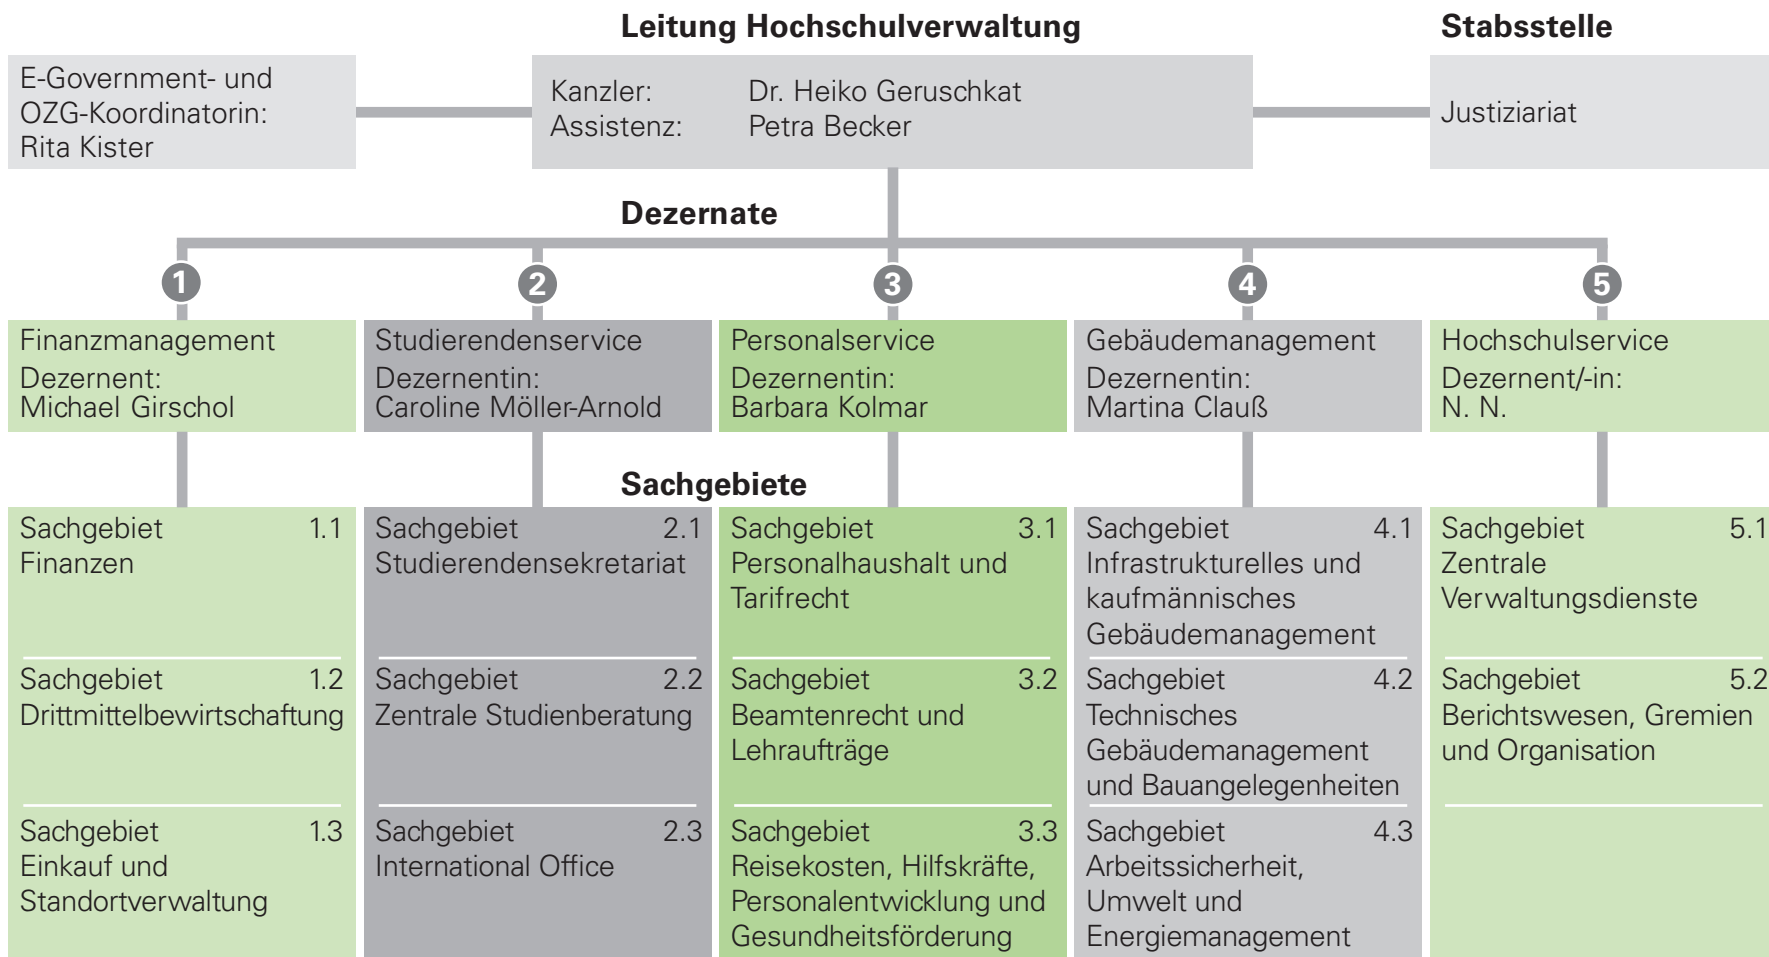 Leitung Hochschulverwaltung
Stabsstelle
E-Government- und
OZG-Koordinatorin:
Rita Kister
Kanzler: Dr. Heiko Geruschkat
Assistenz: Petra Becker
Justiziariat
Dezernate
1
2
3
4
5
Finanzmanagement
Dezernent:
Michael Girschol
Studierendenservice
Dezernentin:
Caroline Möller-Arnold
Personalservice
Dezernentin:
Barbara Kolmar
Gebäudemanagement
Dezernentin:
Martina Clauß
Hochschulservice
Dezernent/-in:
N. N.
Sachgebiete
Sachgebiet 1.1
Finanzen
Sachgebiet 1.2
Drittmittelbewirtschaftung
Sachgebiet 1.3
Einkauf und
Standortverwaltung
Sachgebiet 2.1
Studierendensekretariat
Sachgebiet 2.2
Zentrale Studienberatung
Sachgebiet 2.3
International Office
Sachgebiet 3.1
Personalhaushalt und
Tarifrecht
Sachgebiet 3.2
Beamtenrecht und
Lehraufträge
Sachgebiet 3.3
Reisekosten, Hilfskräfte,
Personalentwicklung und
Gesundheitsförderung
Sachgebiet 4.1
Infrastrukturelles und
kaufmännisches
Gebäudemanagement
Sachgebiet 4.2
Technisches
Gebäudemanagement
und Bauangelegenheiten
Sachgebiet 4.3
Arbeitssicherheit,
Umwelt und
Energiemanagement
Sachgebiet 5.1
Zentrale
Verwaltungsdienste
Sachgebiet 5.2
Berichtswesen, Gremien
und Organisation